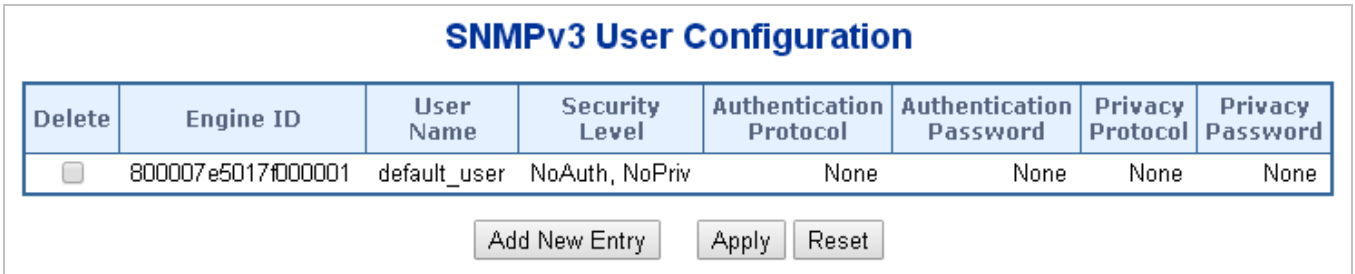 SNMPv3 User Configuration
Delete Engine ID User Name Security Level Authentication Protocol Authentication Password Privacy Protocol Privacy Password
800007e5017f000001 default_user NoAuth, NoPriv None None None None
Add New Entry Apply Reset